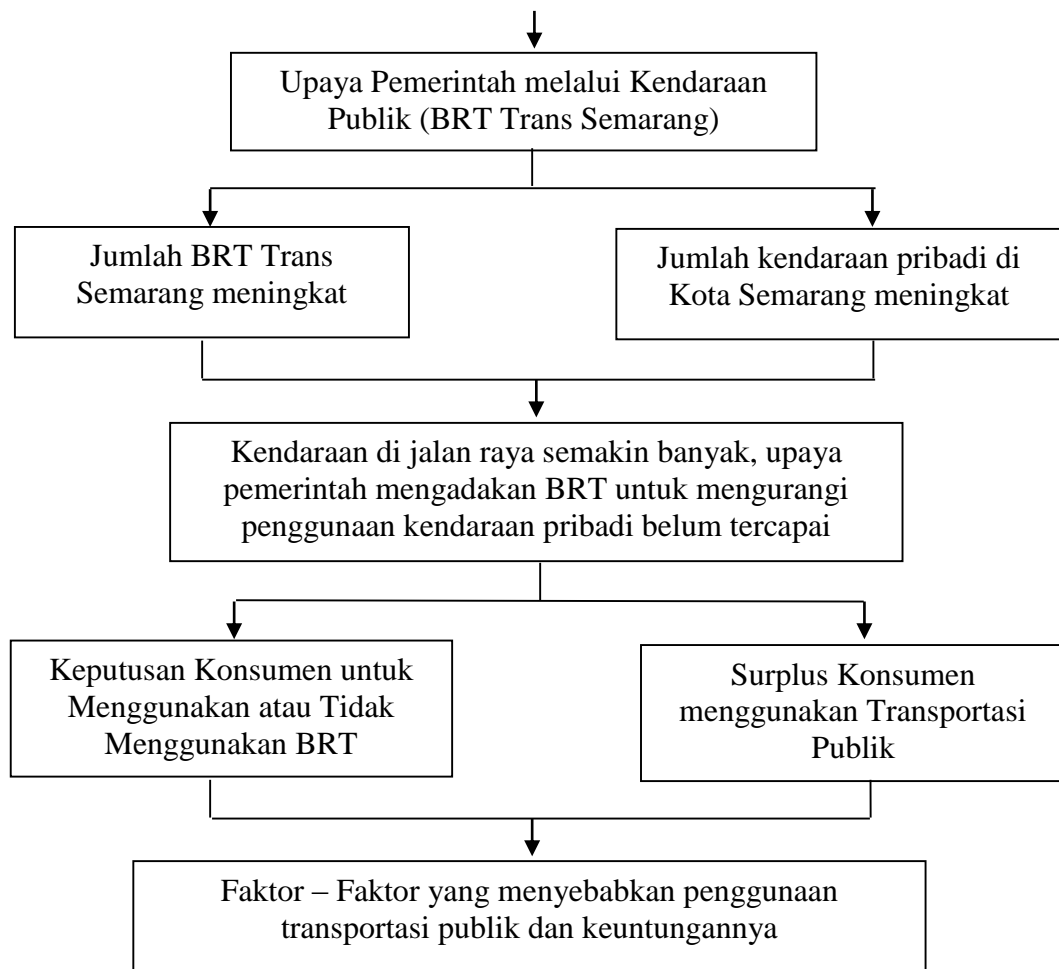 Upaya Pemerintah melalui Kendaraan
Publik (BRT Trans Semarang)
Jumlah BRT Trans
Semarang meningkat
Jumlah kendaraan pribadi di
Kota Semarang meningkat
Kendaraan di jalan raya semakin banyak, upaya
pemerintah mengadakan BRT untuk mengurangi
penggunaan kendaraan pribadi belum tercapai
Keputusan Konsumen untuk
Menggunakan atau Tidak
Menggunakan BRT
Surplus Konsumen
menggunakan Transportasi
Publik
Faktor – Faktor yang menyebabkan penggunaan
transportasi publik dan keuntungannya